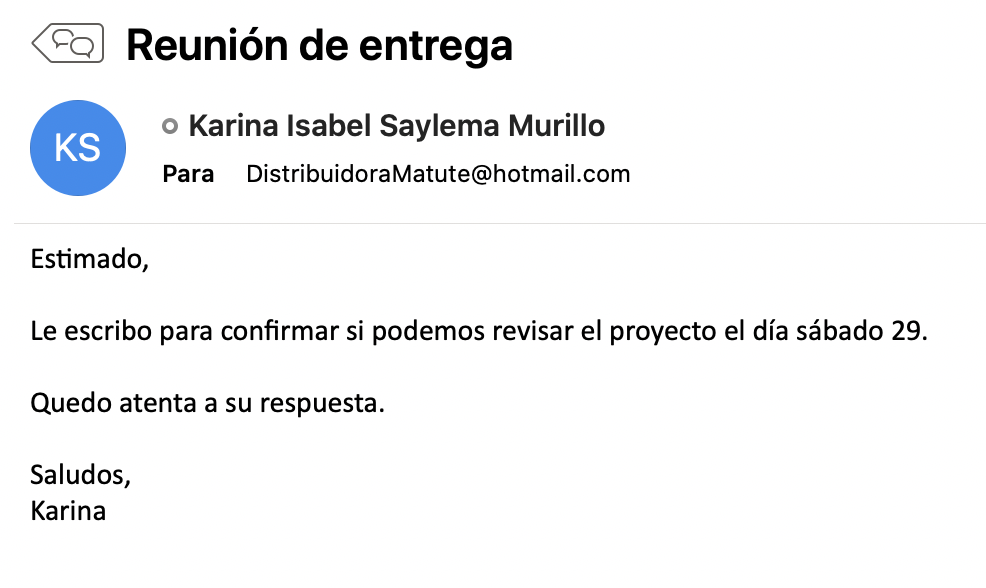 Reunión de entrega
KS
Karina Isabel Saylema Murillo
Para DistribuidoraMatute@hotmail.com
Estimado,
Le escribo para confirmar si podemos revisar el proyecto el día sábado 29.
Quedo atenta a su respuesta.
Saludos,
Karina